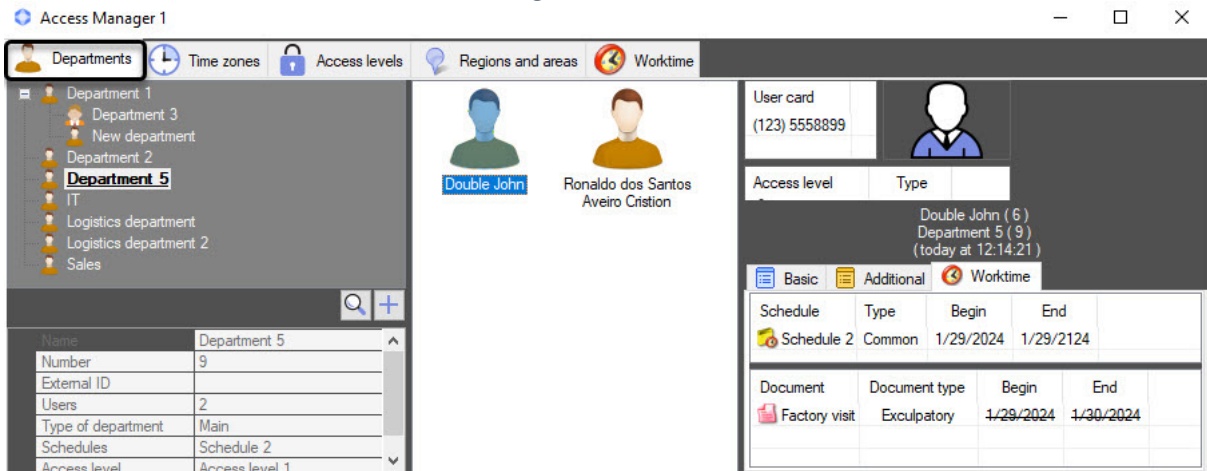 Access Manager 1
Departments Time zones Access levels Regions and areas Worktime
Department 1
Department 3
New department
Department 2
Department 5
IT
Logistics department
Logistics department 2
Sales
Name Department 5
Number 9
External ID
Users 2
Type of department Main
Schedules Schedule 2
Access level Access level 1
Double John
Ronaldo dos Santos
Aveiro Cristion
User card
(123) 5558899
Access level Type
Double John ( 6 )
Department 5 ( 9 )
( today at 12:14:21 )
Basic Additional Worktime
Schedule Type Begin End
Schedule 2 Common 1/29/2024 1/29/2124
Document Document type Begin End
Factory visit Exculpatory 1/29/2024 1/30/2024